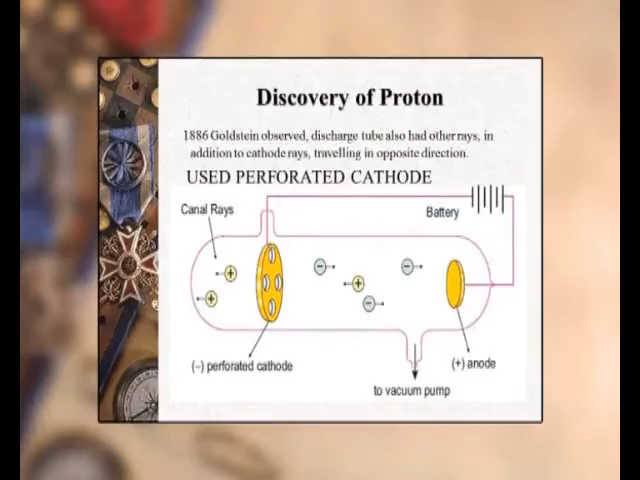 Discovery of Proton
1886 Goldstein observed, discharge tube also had other rays, in
addition to cathode rays, travelling in opposite direction.
USED PERFORATED CATHODE
Canal Rays
Battery
(−) perforated cathode
(+) anode
to vacuum pump